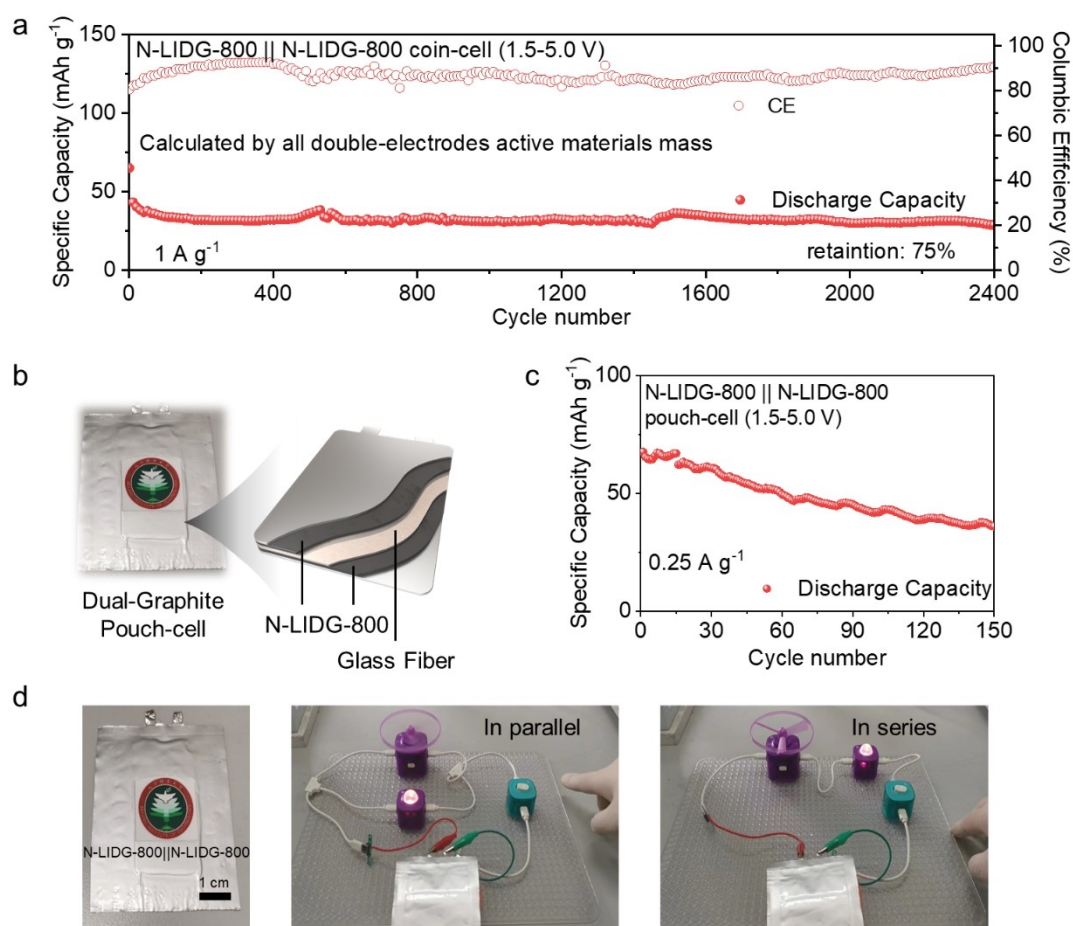 a
N-LIDG-800 || N-LIDG-800 coin-cell (1.5-5.0 V)
CE
Calculated by all double-electrodes active materials mass
Discharge Capacity
1 A g⁻¹
retaintion: 75%
Specific Capacity (mAh g⁻¹)
150
100
50
0
Columbic Effifciency (%)
100
80
60
40
20
0
0 400 800 1200 1600 2000 2400
Cycle number
b
Dual-Graphite
Pouch-cell
N-LIDG-800
Glass Fiber
c
N-LIDG-800 || N-LIDG-800
pouch-cell (1.5-5.0 V)
0.25 A g⁻¹
Discharge Capacity
Specific Capacity (mAh g⁻¹)
100
50
0
0 30 60 90 120 150
Cycle number
d
N-LIDG-800||N-LIDG-800
1 cm
In parallel
In series